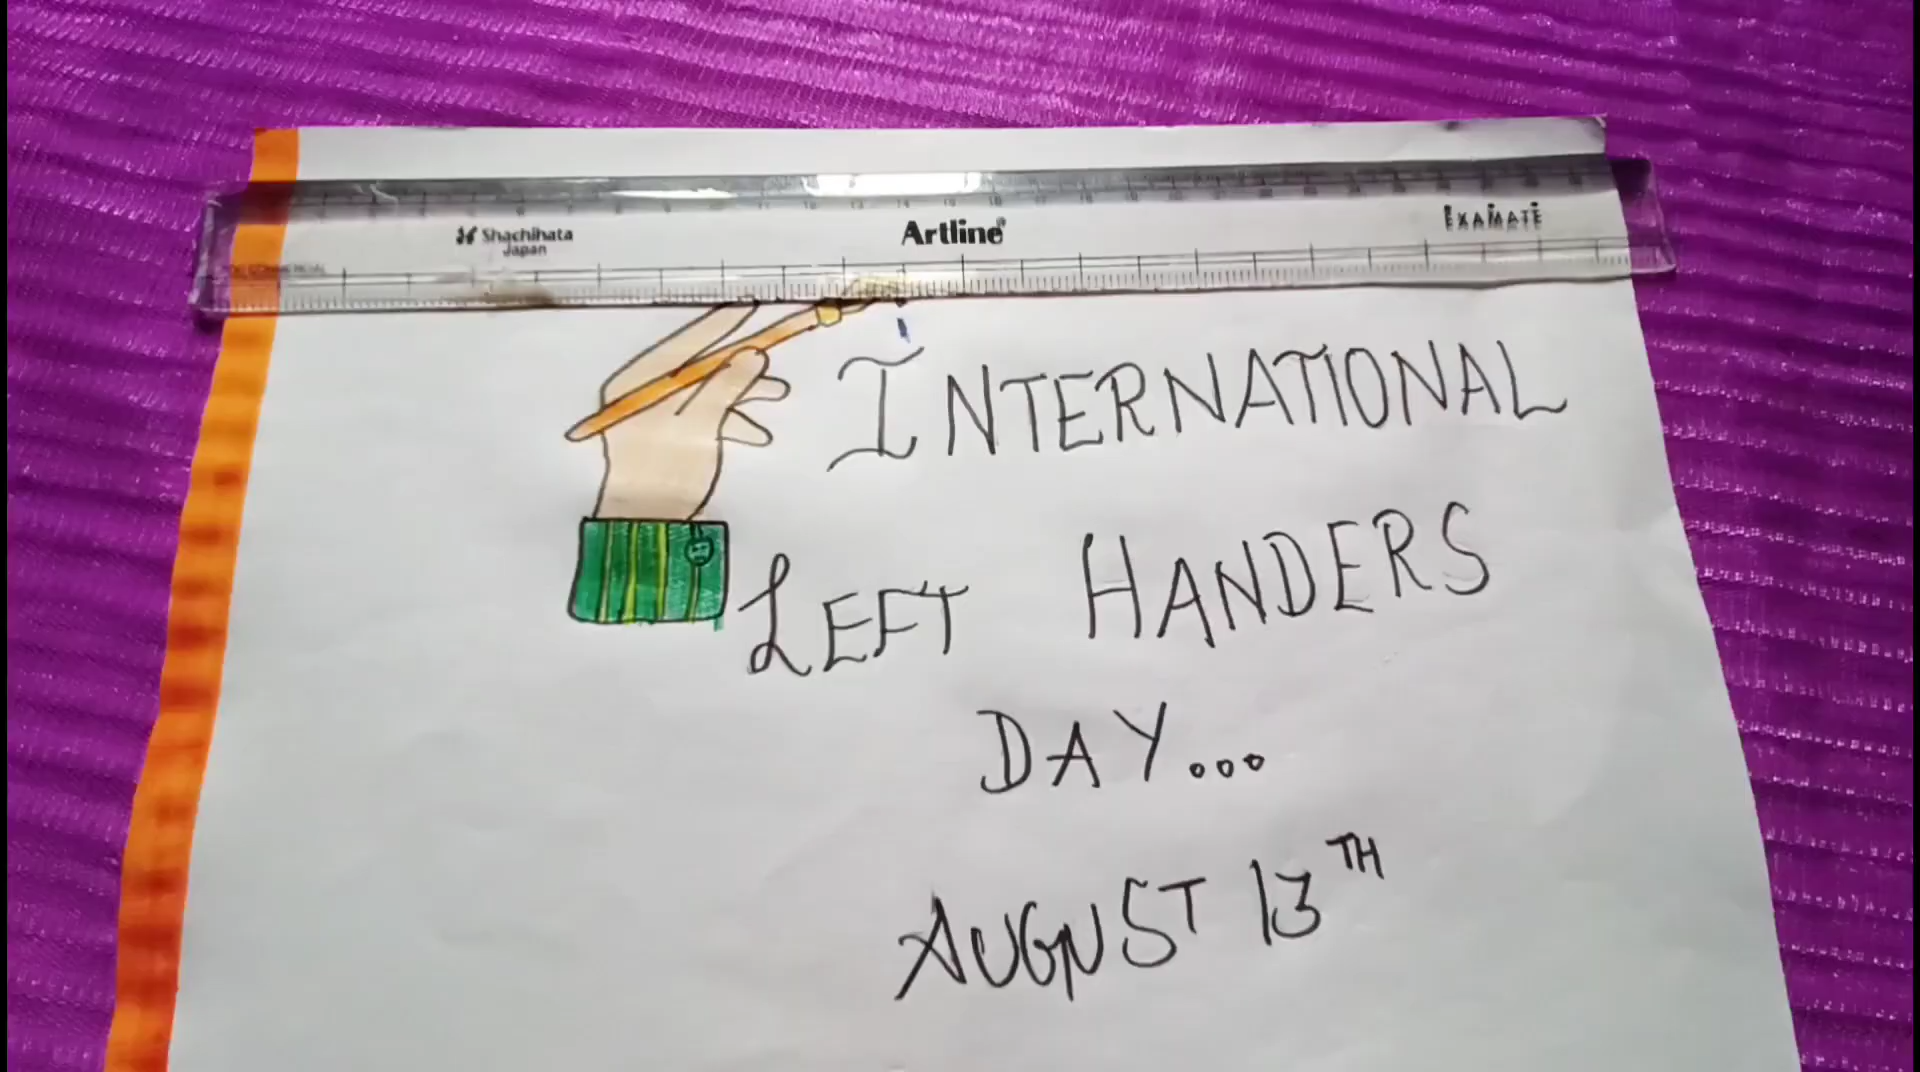 Shachihata
Japan
Artline
EXAMATE
INTERNATIONAL
LEFT HANDERS
DAY...
AUGUST 13TH